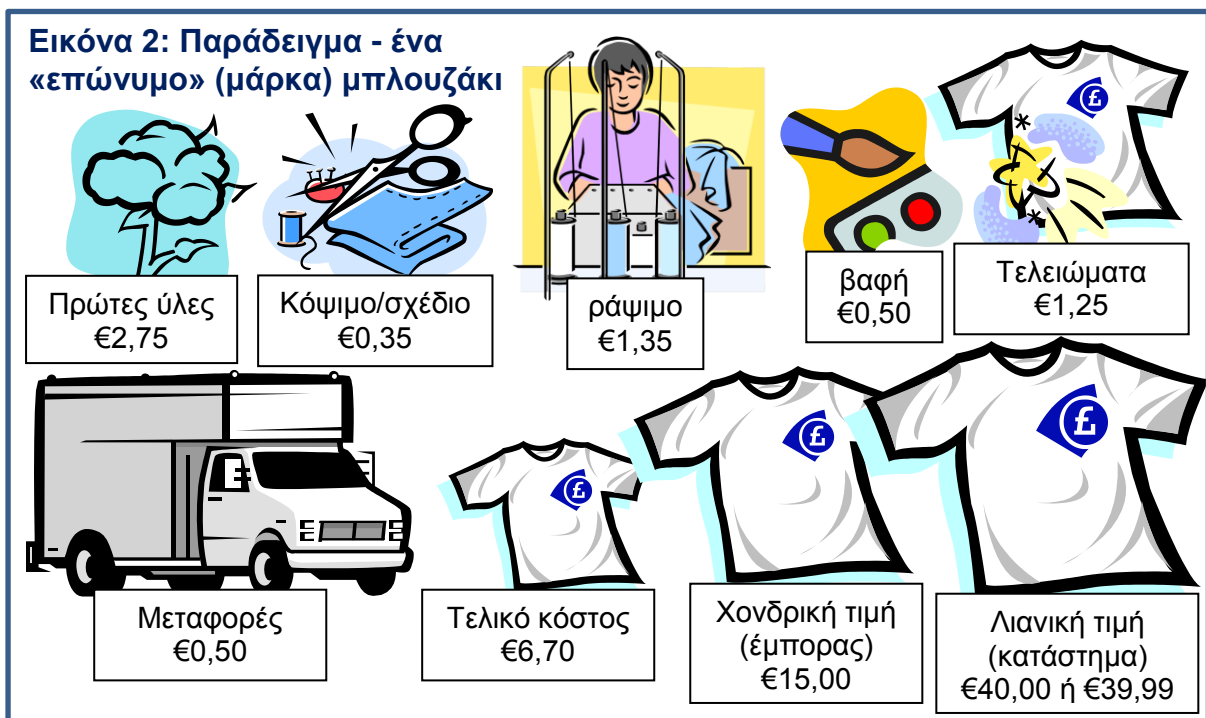 Εικόνα 2: Παράδειγμα - ένα
«επώνυμο» (μάρκα) μπλουζάκι
Πρώτες ύλες
€2,75
Κόψιμο/σχέδιο
€0,35
ράψιμο
€1,35
βαφή
€0,50
Τελειώματα
€1,25
£
Μεταφορές
€0,50
Τελικό κόστος
€6,70
£
Χονδρική τιμή
(έμπορας)
€15,00
£
Λιανική τιμή
(κατάστημα)
€40,00 ή €39,99
£